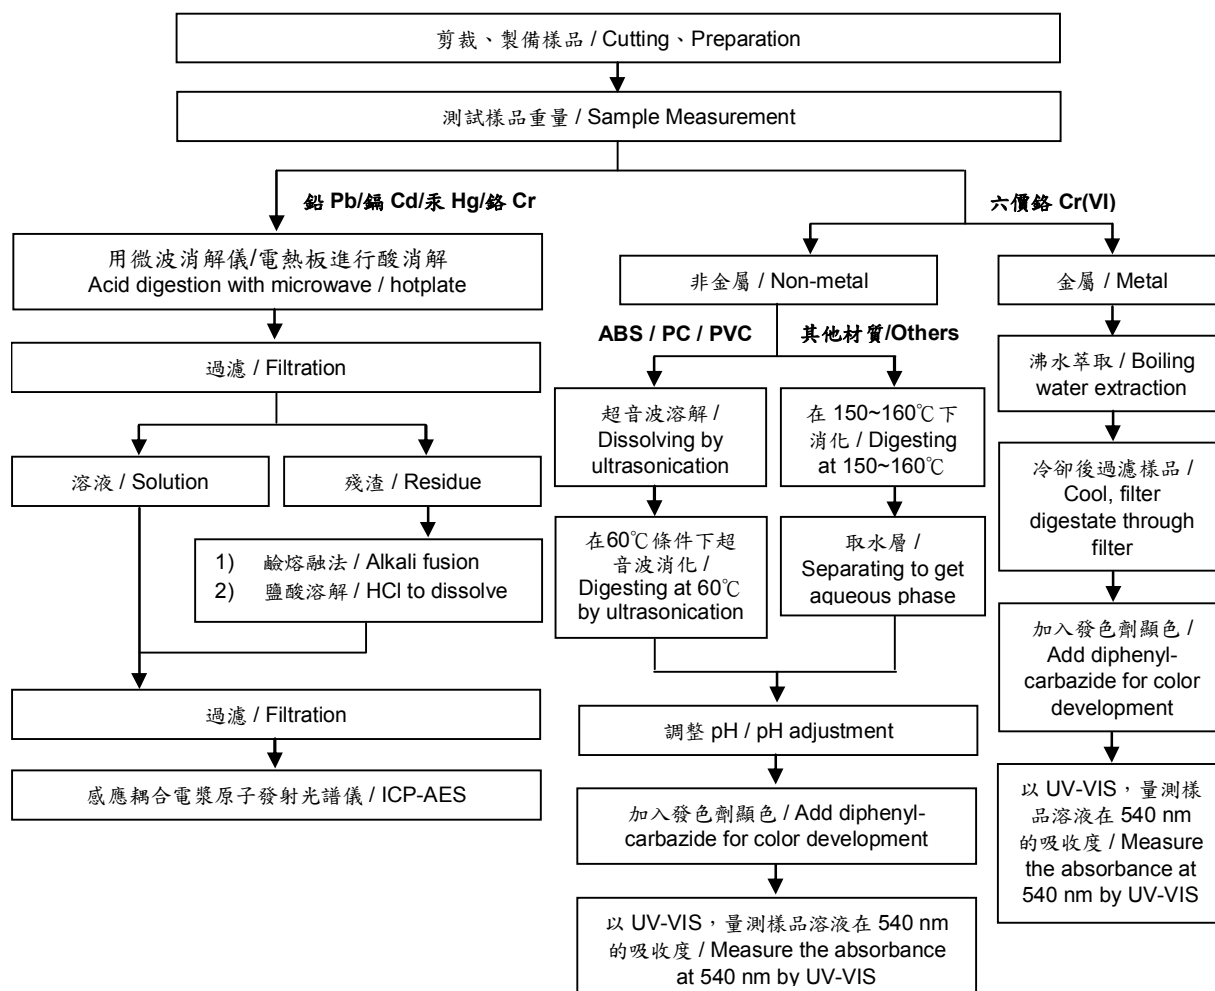 剪裁、製備樣品 / Cutting、Preparation
測試樣品重量 / Sample Measurement
鉛 Pb/鎘 Cd/汞 Hg/鉻 Cr
六價鉻 Cr(VI)
用微波消解儀/電熱板進行酸消解
Acid digestion with microwave / hotplate
過濾 / Filtration
溶液 / Solution
殘渣 / Residue
1) 鹼熔融法 / Alkali fusion
2) 鹽酸溶解 / HCl to dissolve
過濾 / Filtration
感應耦合電漿原子發射光譜儀 / ICP-AES
非金屬 / Non-metal
ABS / PC / PVC
其他材質/Others
超音波溶解 /
Dissolving by
ultrasonication
在60℃條件下超
音波消化 /
Digesting at 60℃
by ultrasonication
在 150~160℃下
消化 / Digesting
at 150~160℃
取水層 /
Separating to get
aqueous phase
調整 pH / pH adjustment
加入發色劑顯色 / Add diphenyl-
carbazide for color development
以 UV-VIS，量測樣品溶液在 540 nm
的吸收度 / Measure the absorbance
at 540 nm by UV-VIS
金屬 / Metal
沸水萃取 / Boiling
water extraction
冷卻後過濾樣品 /
Cool, filter
digestate through
filter
加入發色劑顯色 /
Add diphenyl-
carbazide for color
development
以 UV-VIS，量測樣
品溶液在 540 nm
的吸收度 / Measure
the absorbance at
540 nm by UV-VIS